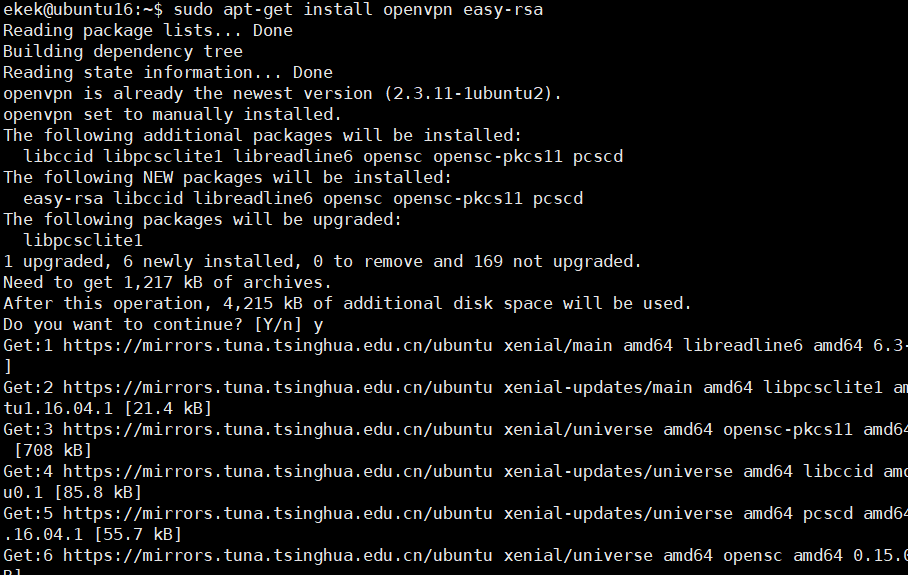 ekek@ubuntu16:~$ sudo apt-get install openvpn easy-rsa
Reading package lists... Done
Building dependency tree
Reading state information... Done
openvpn is already the newest version (2.3.11-1ubuntu2).
openvpn set to manually installed.
The following additional packages will be installed:
  libccid libpcsclite1 libreadline6 opensc opensc-pkcs11 pcscd
The following NEW packages will be installed:
  easy-rsa libccid libreadline6 opensc opensc-pkcs11 pcscd
The following packages will be upgraded:
  libpcsclite1
1 upgraded, 6 newly installed, 0 to remove and 169 not upgraded.
Need to get 1,217 kB of archives.
After this operation, 4,215 kB of additional disk space will be used.
Do you want to continue? [Y/n] y
Get:1 https://mirrors.tuna.tsinghua.edu.cn/ubuntu xenial/main amd64 libreadline6 amd64 6.3-
]
Get:2 https://mirrors.tuna.tsinghua.edu.cn/ubuntu xenial-updates/main amd64 libpcsclite1 am
tu1.16.04.1 [21.4 kB]
Get:3 https://mirrors.tuna.tsinghua.edu.cn/ubuntu xenial/universe amd64 opensc-pkcs11 amd64
 [708 kB]
Get:4 https://mirrors.tuna.tsinghua.edu.cn/ubuntu xenial-updates/universe amd64 libccid amd
u0.1 [85.8 kB]
Get:5 https://mirrors.tuna.tsinghua.edu.cn/ubuntu xenial-updates/universe amd64 pcscd amd64
.16.04.1 [55.7 kB]
Get:6 https://mirrors.tuna.tsinghua.edu.cn/ubuntu xenial/universe amd64 opensc amd64 0.15.0